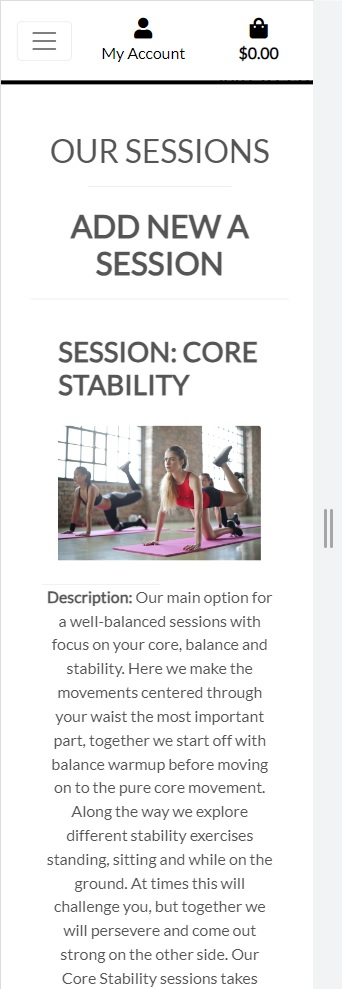 My Account
$0.00
OUR SESSIONS
ADD NEW A
SESSION
SESSION: CORE
STABILITY
Description: Our main option for
a well-balanced sessions with
focus on your core, balance and
stability. Here we make the
movements centered through
your waist the most important
part, together we start off with
balance warmup before moving
on to the pure core movement.
Along the way we explore
different stability exercises
standing, sitting and while on the
ground. At times this will
challenge you, but together we
will persevere and come out
strong on the other side. Our
Core Stability sessions takes